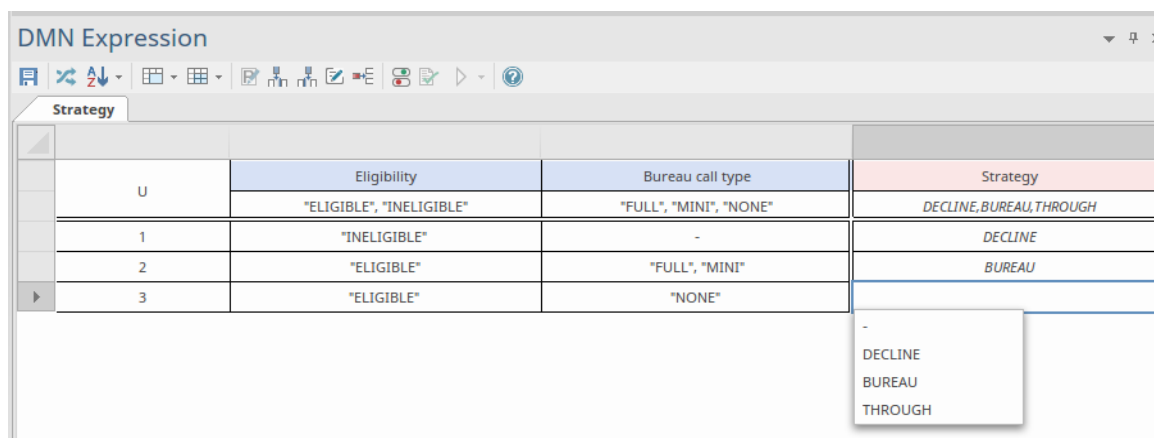 DMN Expression
Strategy
U
Eligibility
Bureau call type
Strategy
"ELIGIBLE", "INELIGIBLE"
"FULL", "MINI", "NONE"
DECLINE,BUREAU,THROUGH
1
"INELIGIBLE"
-
DECLINE
2
"ELIGIBLE"
"FULL", "MINI"
BUREAU
3
"ELIGIBLE"
"NONE"
-
DECLINE
BUREAU
THROUGH